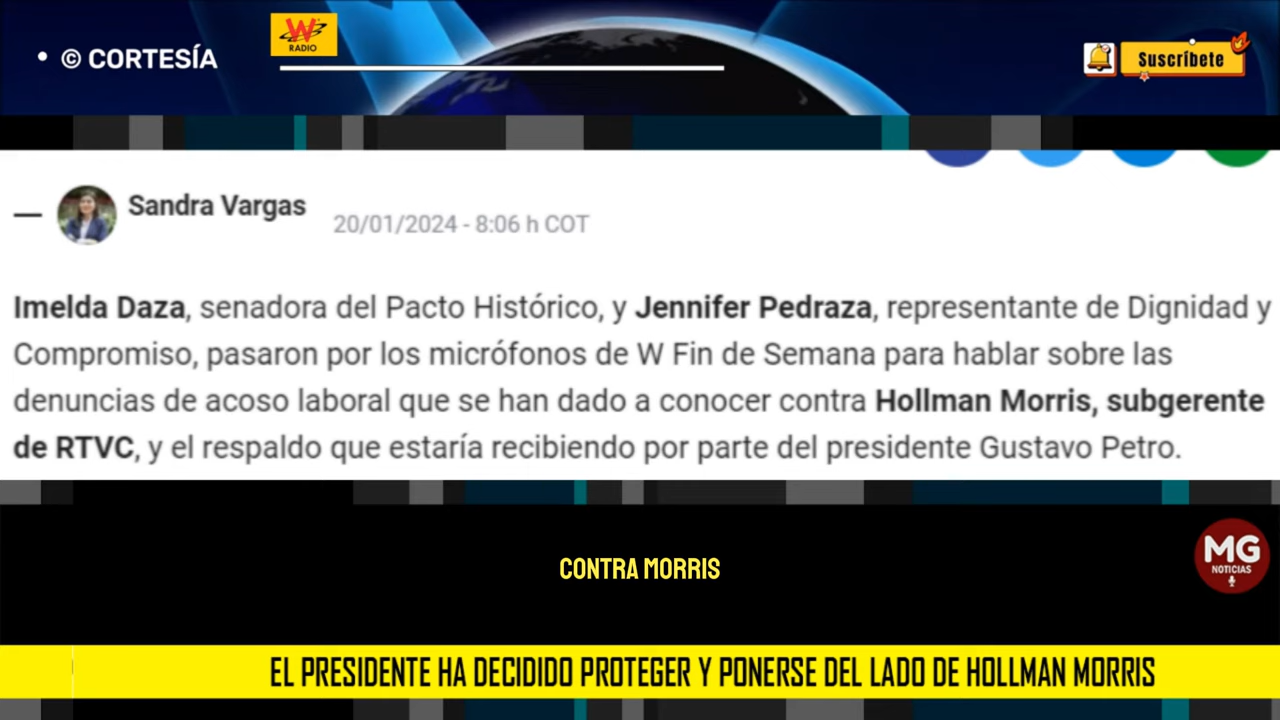 • © CORTESÍA
W
RADIO
Suscríbete
Sandra Vargas
20/01/2024 - 8:06 h COT
Imelda Daza, senadora del Pacto Histórico, y Jennifer Pedraza, representante de Dignidad y
Compromiso, pasaron por los micrófonos de W Fin de Semana para hablar sobre las
denuncias de acoso laboral que se han dado a conocer contra Hollman Morris, subgerente
de RTVC, y el respaldo que estaría recibiendo por parte del presidente Gustavo Petro.
CONTRA MORRIS
MG
NOTICIAS
EL PRESIDENTE HA DECIDIDO PROTEGER Y PONERSE DEL LADO DE HOLLMAN MORRIS